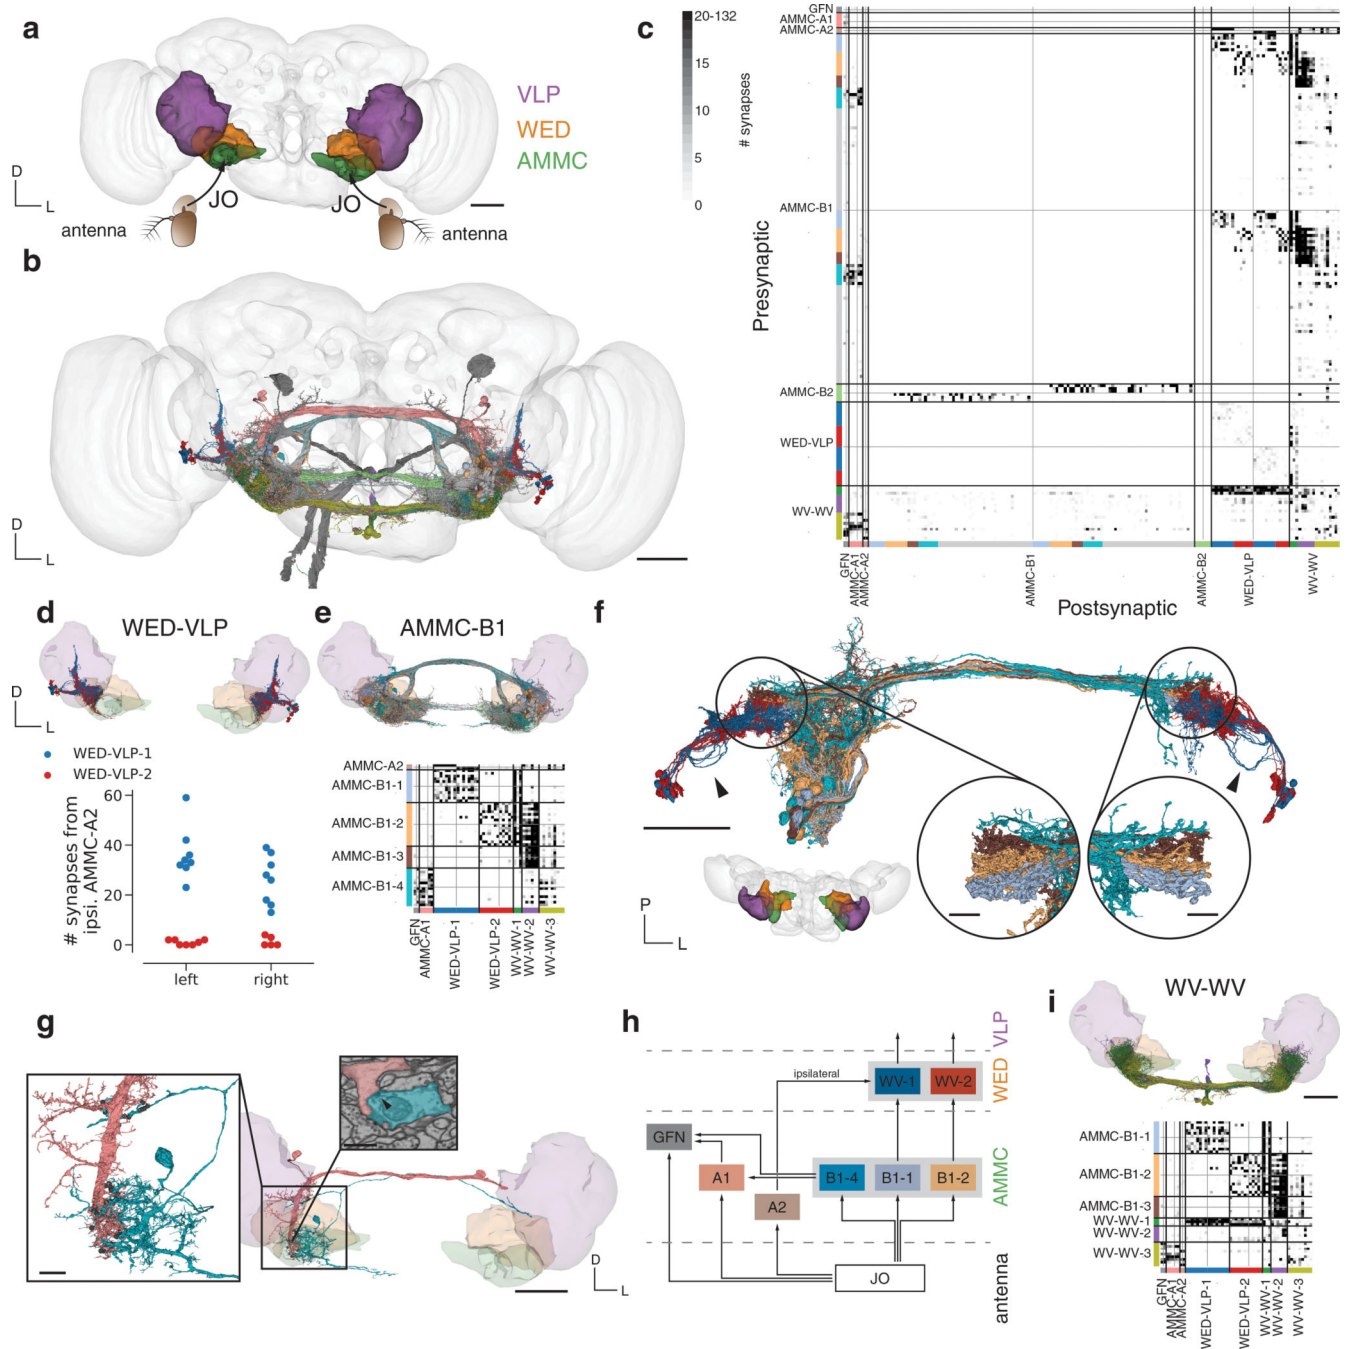 a
VLP
WED
AMMC
D
L
JO
JO
antenna
antenna
b
D
L
c
20-132
15
10
5
0
# synapses
GFN
AMMC-A1
AMMC-A2
AMMC-B1
AMMC-B2
WED-VLP
WV-WV
Presynaptic
GFN
AMMC-A1
AMMC-A2
AMMC-B1
AMMC-B2
WED-VLP
WV-WV
Postsynaptic
d
WED-VLP
D
L
WED-VLP-1
WED-VLP-2
60
40
20
0
# synapses from
ipsi. AMMC-A2
left
right
e
AMMC-B1
AMMC-A2
AMMC-B1-1
AMMC-B1-2
AMMC-B1-3
AMMC-B1-4
GFN
AMMC-A1
WED-VLP-1
WED-VLP-2
WV-WV-1
WV-WV-2
WV-WV-3
f
P
L
g
D
L
h
VLP
WED
AMMC
antenna
ipsilateral
WV-1
WV-2
GFN
A1
A2
B1-4
B1-1
B1-2
JO
i
WV-WV
AMMC-B1-1
AMMC-B1-2
AMMC-B1-3
WV-WV-1
WV-WV-2
WV-WV-3
GFN
AMMC-A1
AMMC-A2
WED-VLP-1
WED-VLP-2
WV-WV-1
WV-WV-2
WV-WV-3